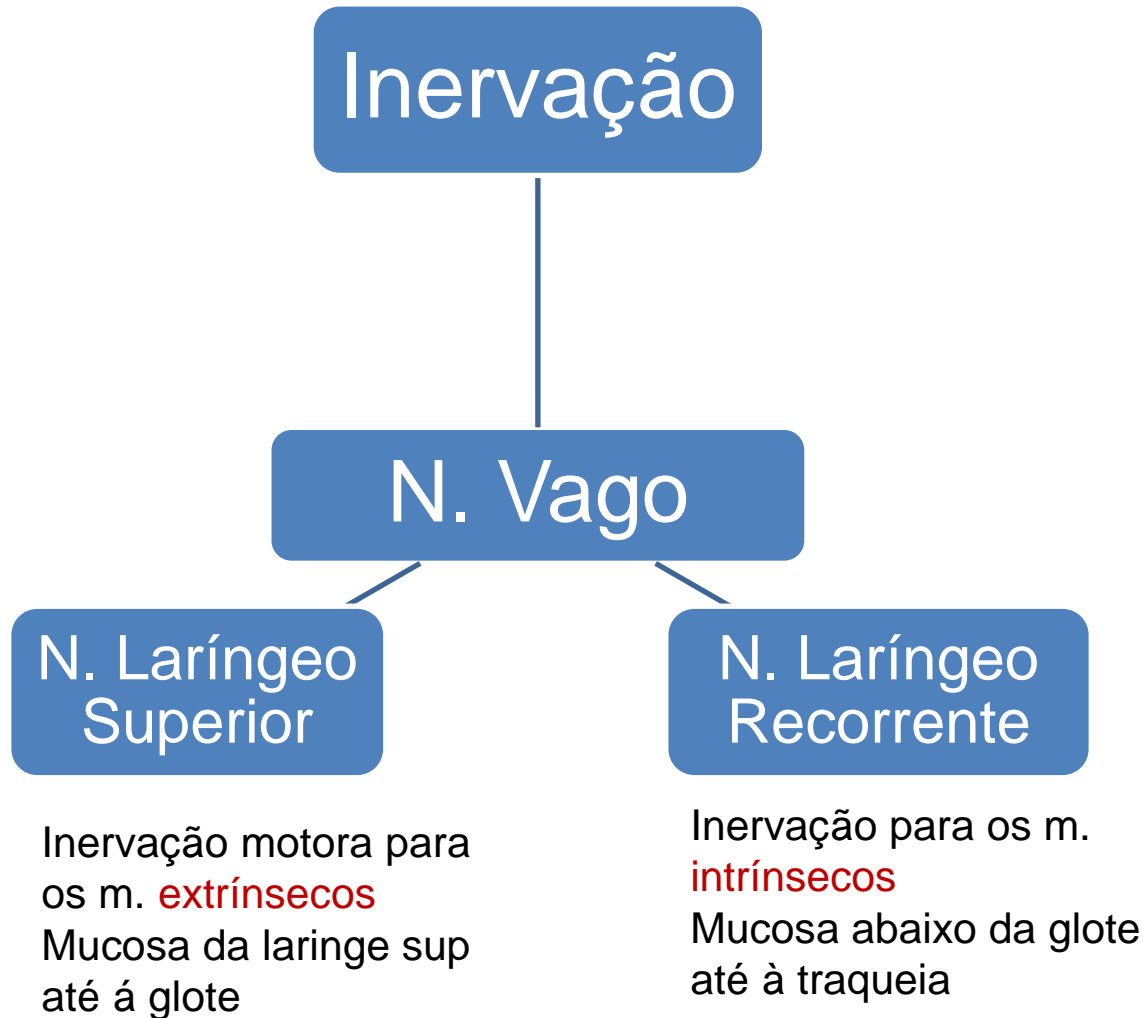 Inervação
N. Vago
N. Laríngeo
Superior
N. Laríngeo
Recorrente
Inervação motora para
os m. extrínsecos
Mucosa da laringe sup
até á glote
Inervação para os m.
intrínsecos
Mucosa abaixo da glote
até à traqueia